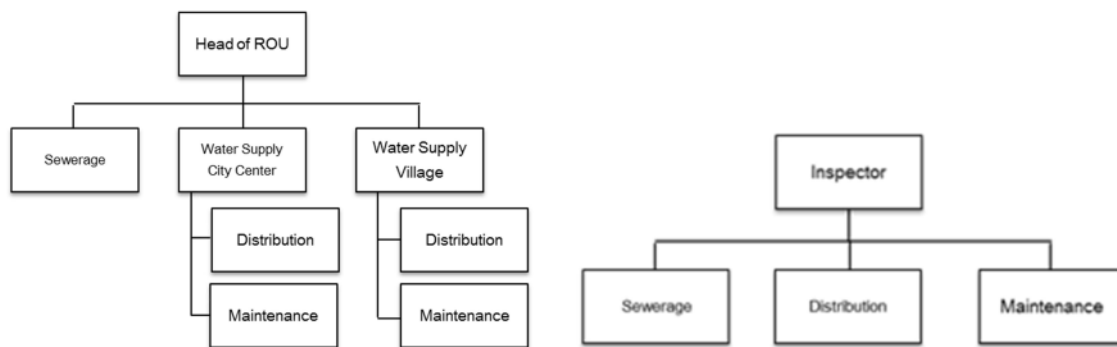 Head of ROU
Sewerage
Water Supply
City Center
Water Supply
Village
Distribution
Distribution
Maintenance
Maintenance
Inspector
Sewerage
Distribution
Maintenance